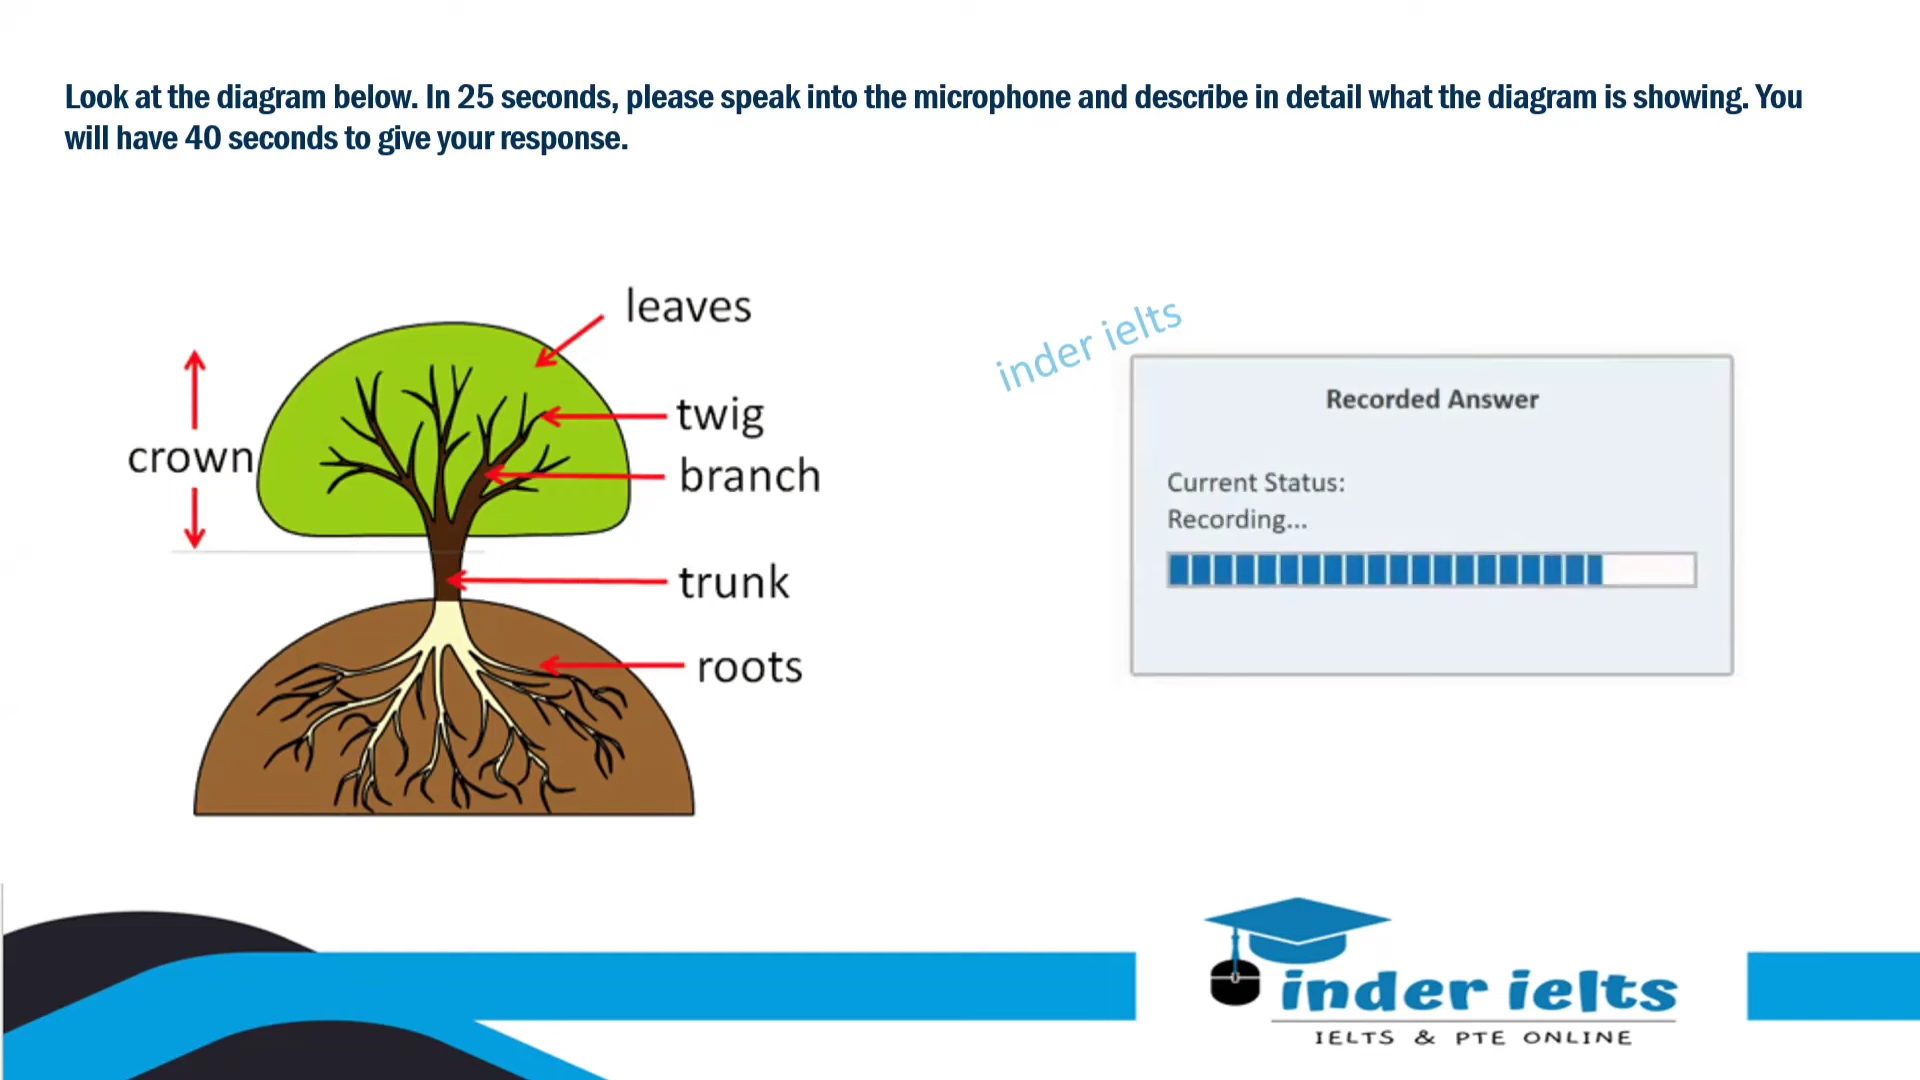 Look at the diagram below. In 25 seconds, please speak into the microphone and describe in detail what the diagram is showing. You
will have 40 seconds to give your response.
leaves
twig
crown
branch
trunk
roots
inder ielts
Recorded Answer
Current Status:
Recording...
inder ielts
IELTS & PTE ONLINE